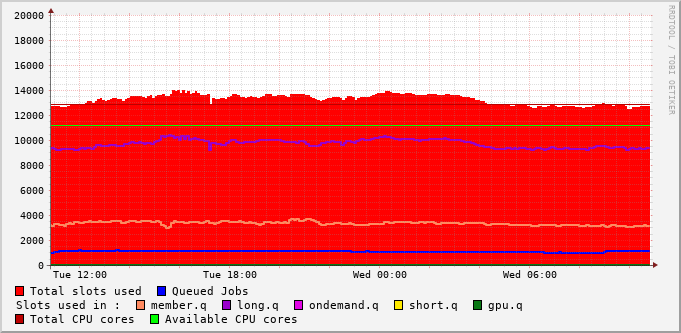 RRDTOOL / TOBI OETIKER
20000
18000
16000
14000
12000
10000
8000
6000
4000
2000
0
Tue 12:00 Tue 18:00 Wed 00:00 Wed 06:00
Total slots used Queued Jobs
Slots used in : member.q long.q ondemand.q short.q gpu.q
Total CPU cores Available CPU cores